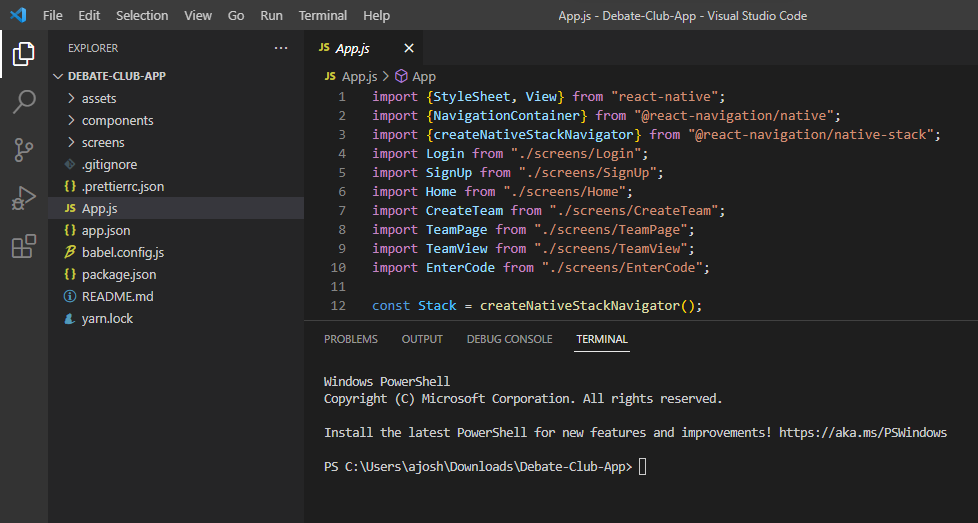 File Edit Selection View Go Run Terminal Help App.js - Debate-Club-App - Visual Studio Code
EXPLORER ···
DEBATE-CLUB-APP
assets
components
screens
.gitignore
{} .prettierrc.json
JS App.js
{} app.json
babel.config.js
{} package.json
README.md
yarn.lock
JS App.js ×
JS App.js > App
1 import {StyleSheet, View} from "react-native";
2 import {NavigationContainer} from "@react-navigation/native";
3 import {createNativeStackNavigator} from "@react-navigation/native-stack";
4 import Login from "./screens/Login";
5 import SignUp from "./screens/SignUp";
6 import Home from "./screens/Home";
7 import CreateTeam from "./screens/CreateTeam";
8 import TeamPage from "./screens/TeamPage";
9 import TeamView from "./screens/TeamView";
10 import EnterCode from "./screens/EnterCode";
11
12 const Stack = createNativeStackNavigator();
PROBLEMS OUTPUT DEBUG CONSOLE TERMINAL
Windows PowerShell
Copyright (C) Microsoft Corporation. All rights reserved.
Install the latest PowerShell for new features and improvements! https://aka.ms/PSWindows
PS C:\Users\ajosh\Downloads\Debate-Club-App>